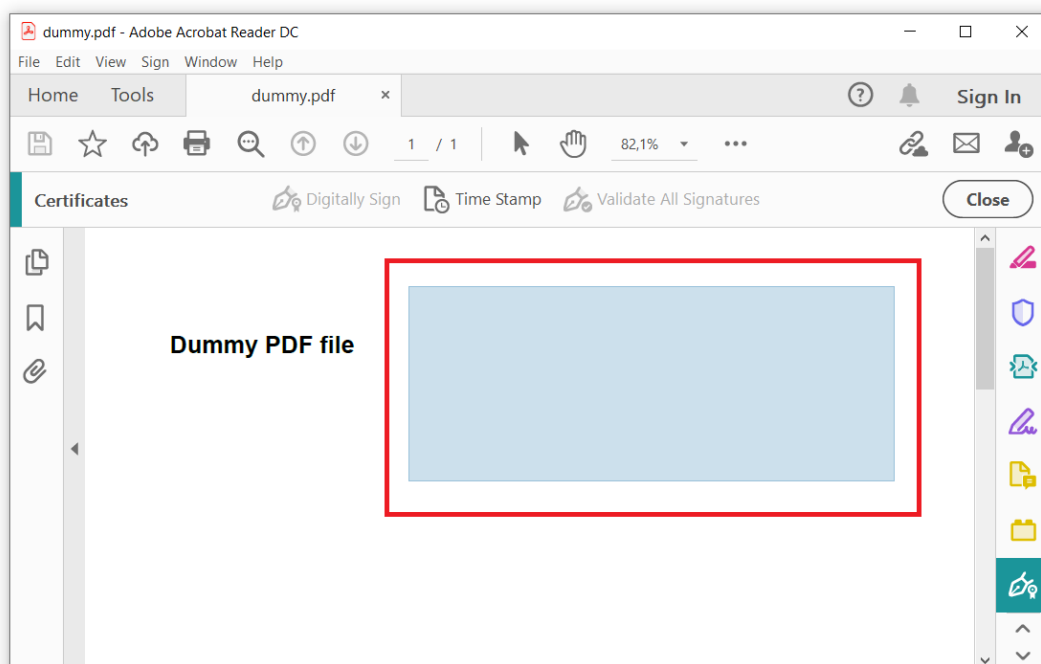 dummy.pdf - Adobe Acrobat Reader DC
File Edit View Sign Window Help
Home Tools dummy.pdf × ? Sign In
1 / 1 82,1%
Certificates Digitally Sign Time Stamp Validate All Signatures Close
Dummy PDF file